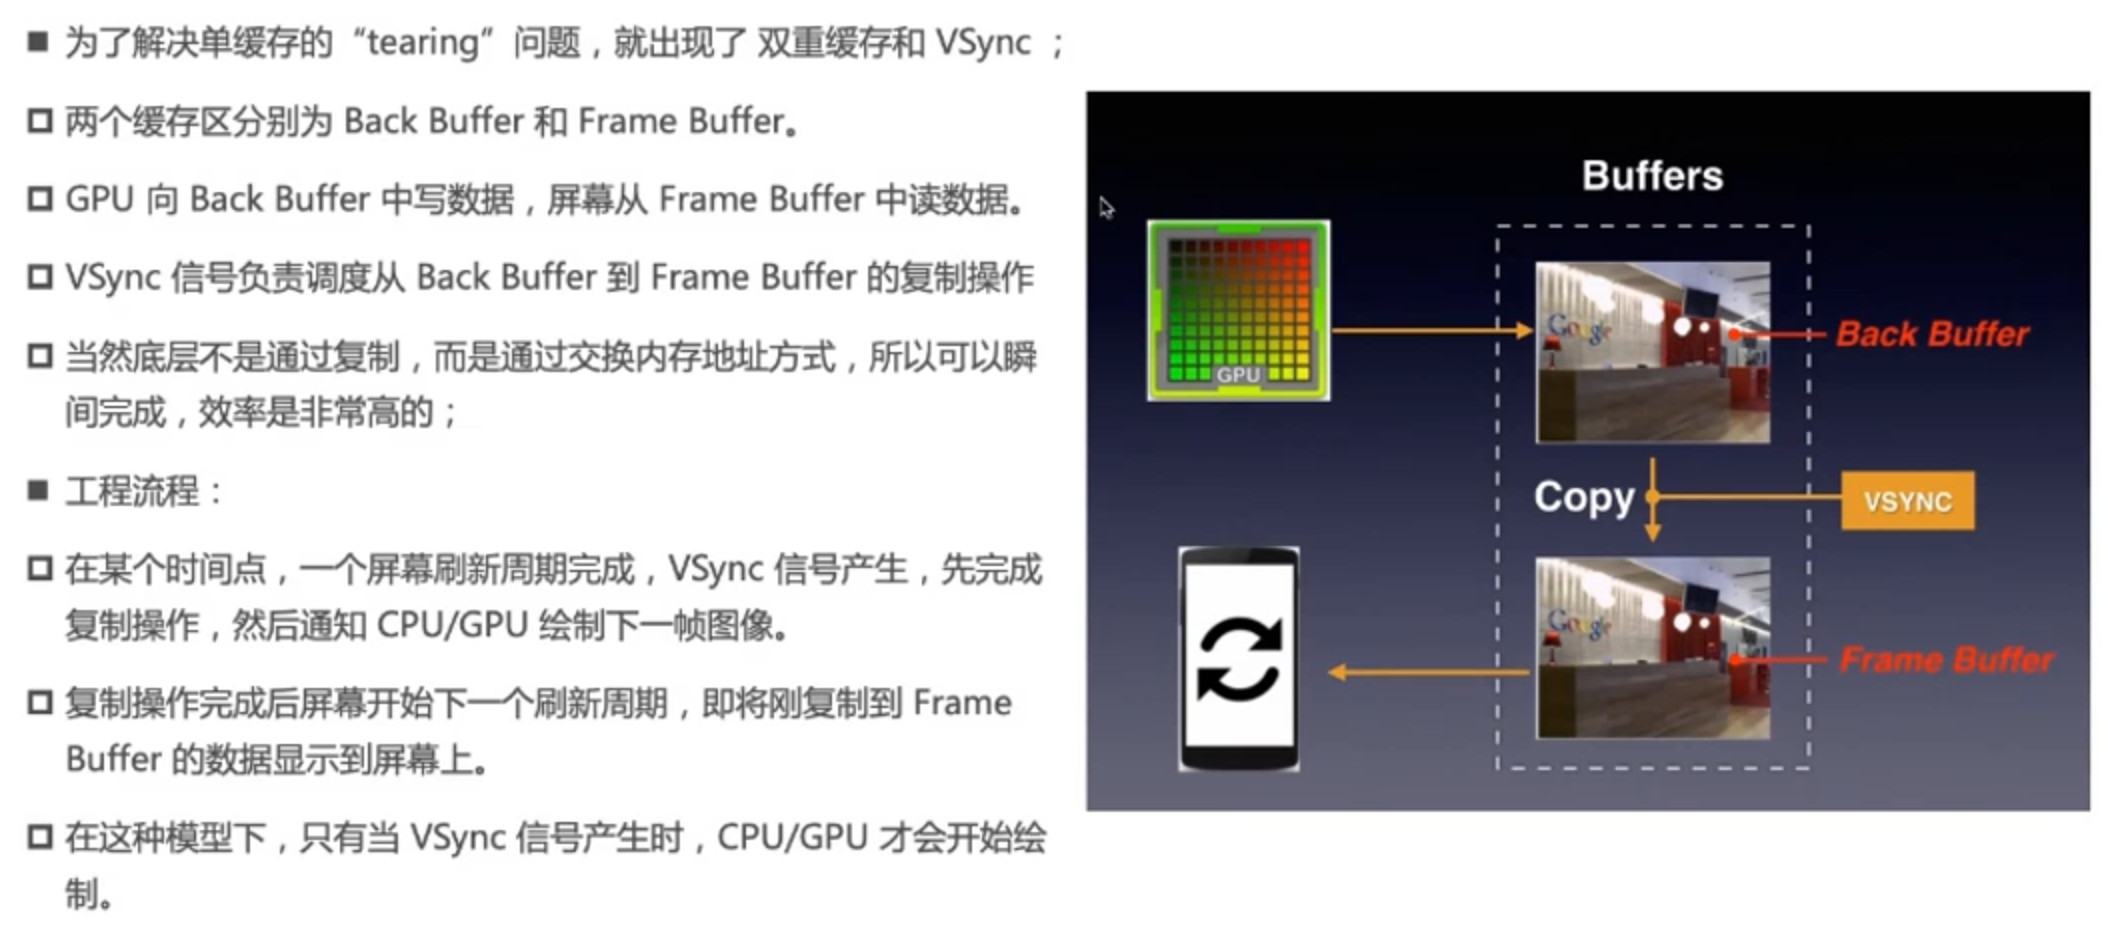 为了解决单缓存的“tearing”问题，就出现了 双重缓存和 VSync ；
两个缓存区分别为 Back Buffer 和 Frame Buffer。
GPU 向 Back Buffer 中写数据，屏幕从 Frame Buffer 中读数据。
VSync 信号负责调度从 Back Buffer 到 Frame Buffer 的复制操作
当然底层不是通过复制，而是通过交换内存地址方式，所以可以瞬
间完成，效率是非常高的；
工程流程：
在某个时间点，一个屏幕刷新周期完成，VSync 信号产生，先完成
复制操作，然后通知 CPU/GPU 绘制下一帧图像。
复制操作完成后屏幕开始下一个刷新周期，即将刚复制到 Frame
Buffer 的数据显示到屏幕上。
在这种模型下，只有当 VSync 信号产生时，CPU/GPU 才会开始绘
制。
Buffers
GPU
Google
Back Buffer
Copy
VSYNC
Google
Frame Buffer